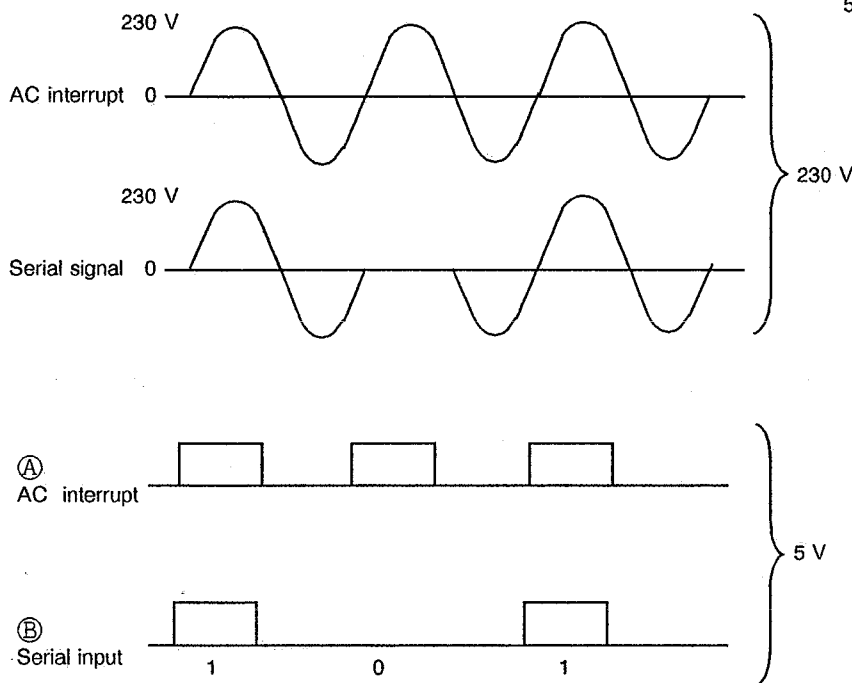 5
230 V
AC interrupt 0
230 V
230 V
Serial signal 0
Ⓐ
AC interrupt
5 V
Ⓑ
Serial input
1 0 1